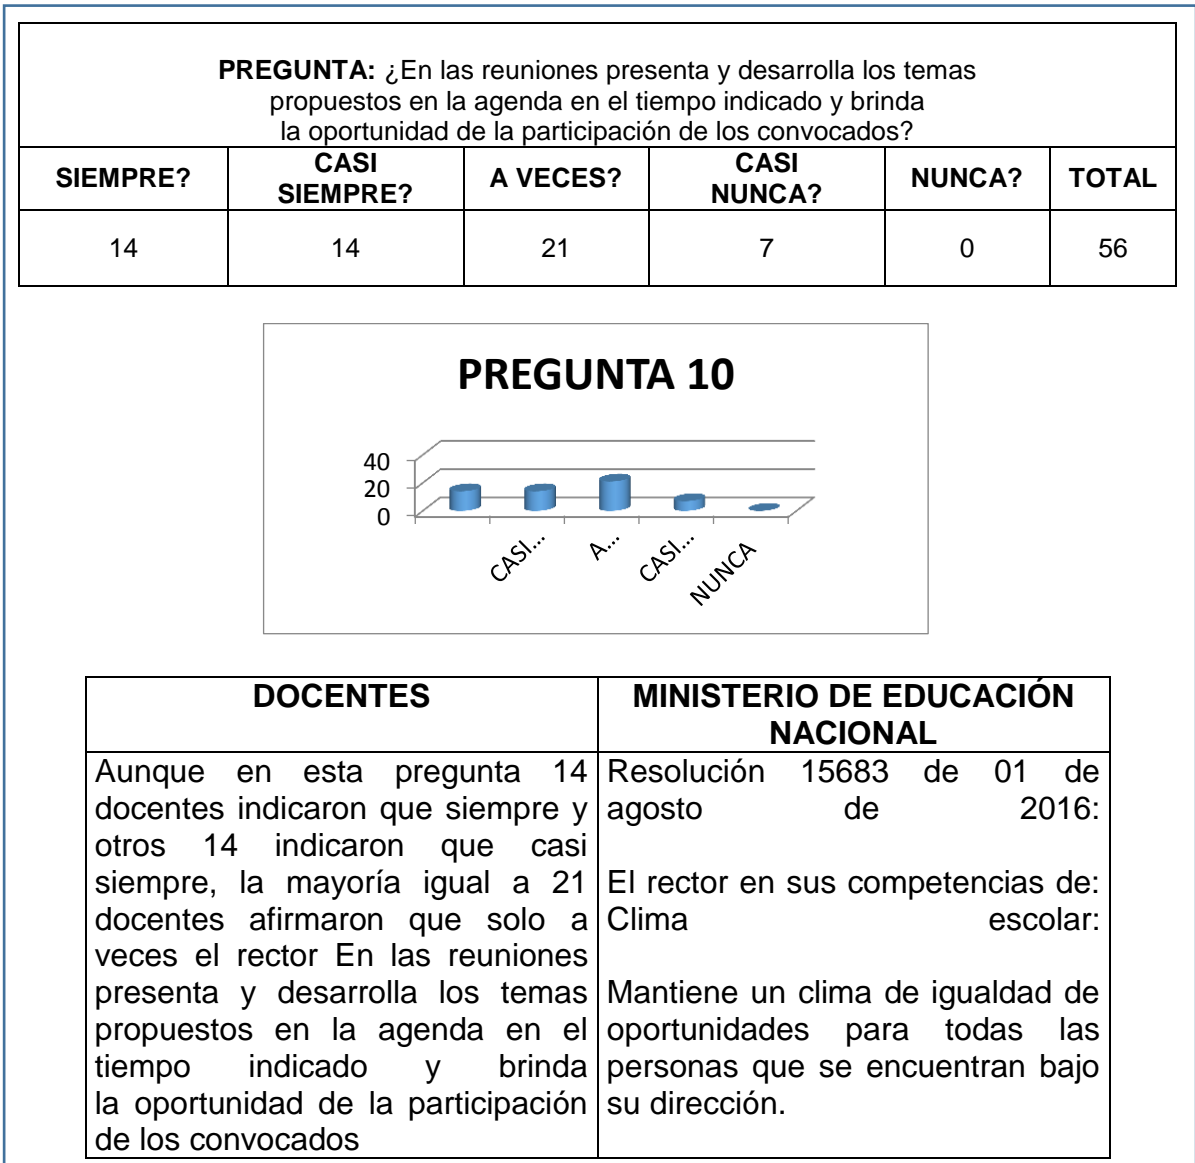 PREGUNTA: ¿En las reuniones presenta y desarrolla los temas
propuestos en la agenda en el tiempo indicado y brinda
la oportunidad de la participación de los convocados?
SIEMPRE?
CASI
SIEMPRE?
A VECES?
CASI
NUNCA?
NUNCA?
TOTAL
14
14
21
7
0
56
PREGUNTA 10
40
20
0
CASI...
A...
CASI...
NUNCA
DOCENTES
Aunque en esta pregunta 14
docentes indicaron que siempre y
otros 14 indicaron que casi
siempre, la mayoría igual a 21
docentes afirmaron que solo a
veces el rector En las reuniones
presenta y desarrolla los temas
propuestos en la agenda en el
tiempo indicado y brinda
la oportunidad de la participación
de los convocados
MINISTERIO DE EDUCACIÓN
NACIONAL
Resolución 15683 de 01 de
agosto de 2016:
El rector en sus competencias de:
Clima escolar:
Mantiene un clima de igualdad de
oportunidades para todas las
personas que se encuentran bajo
su dirección.